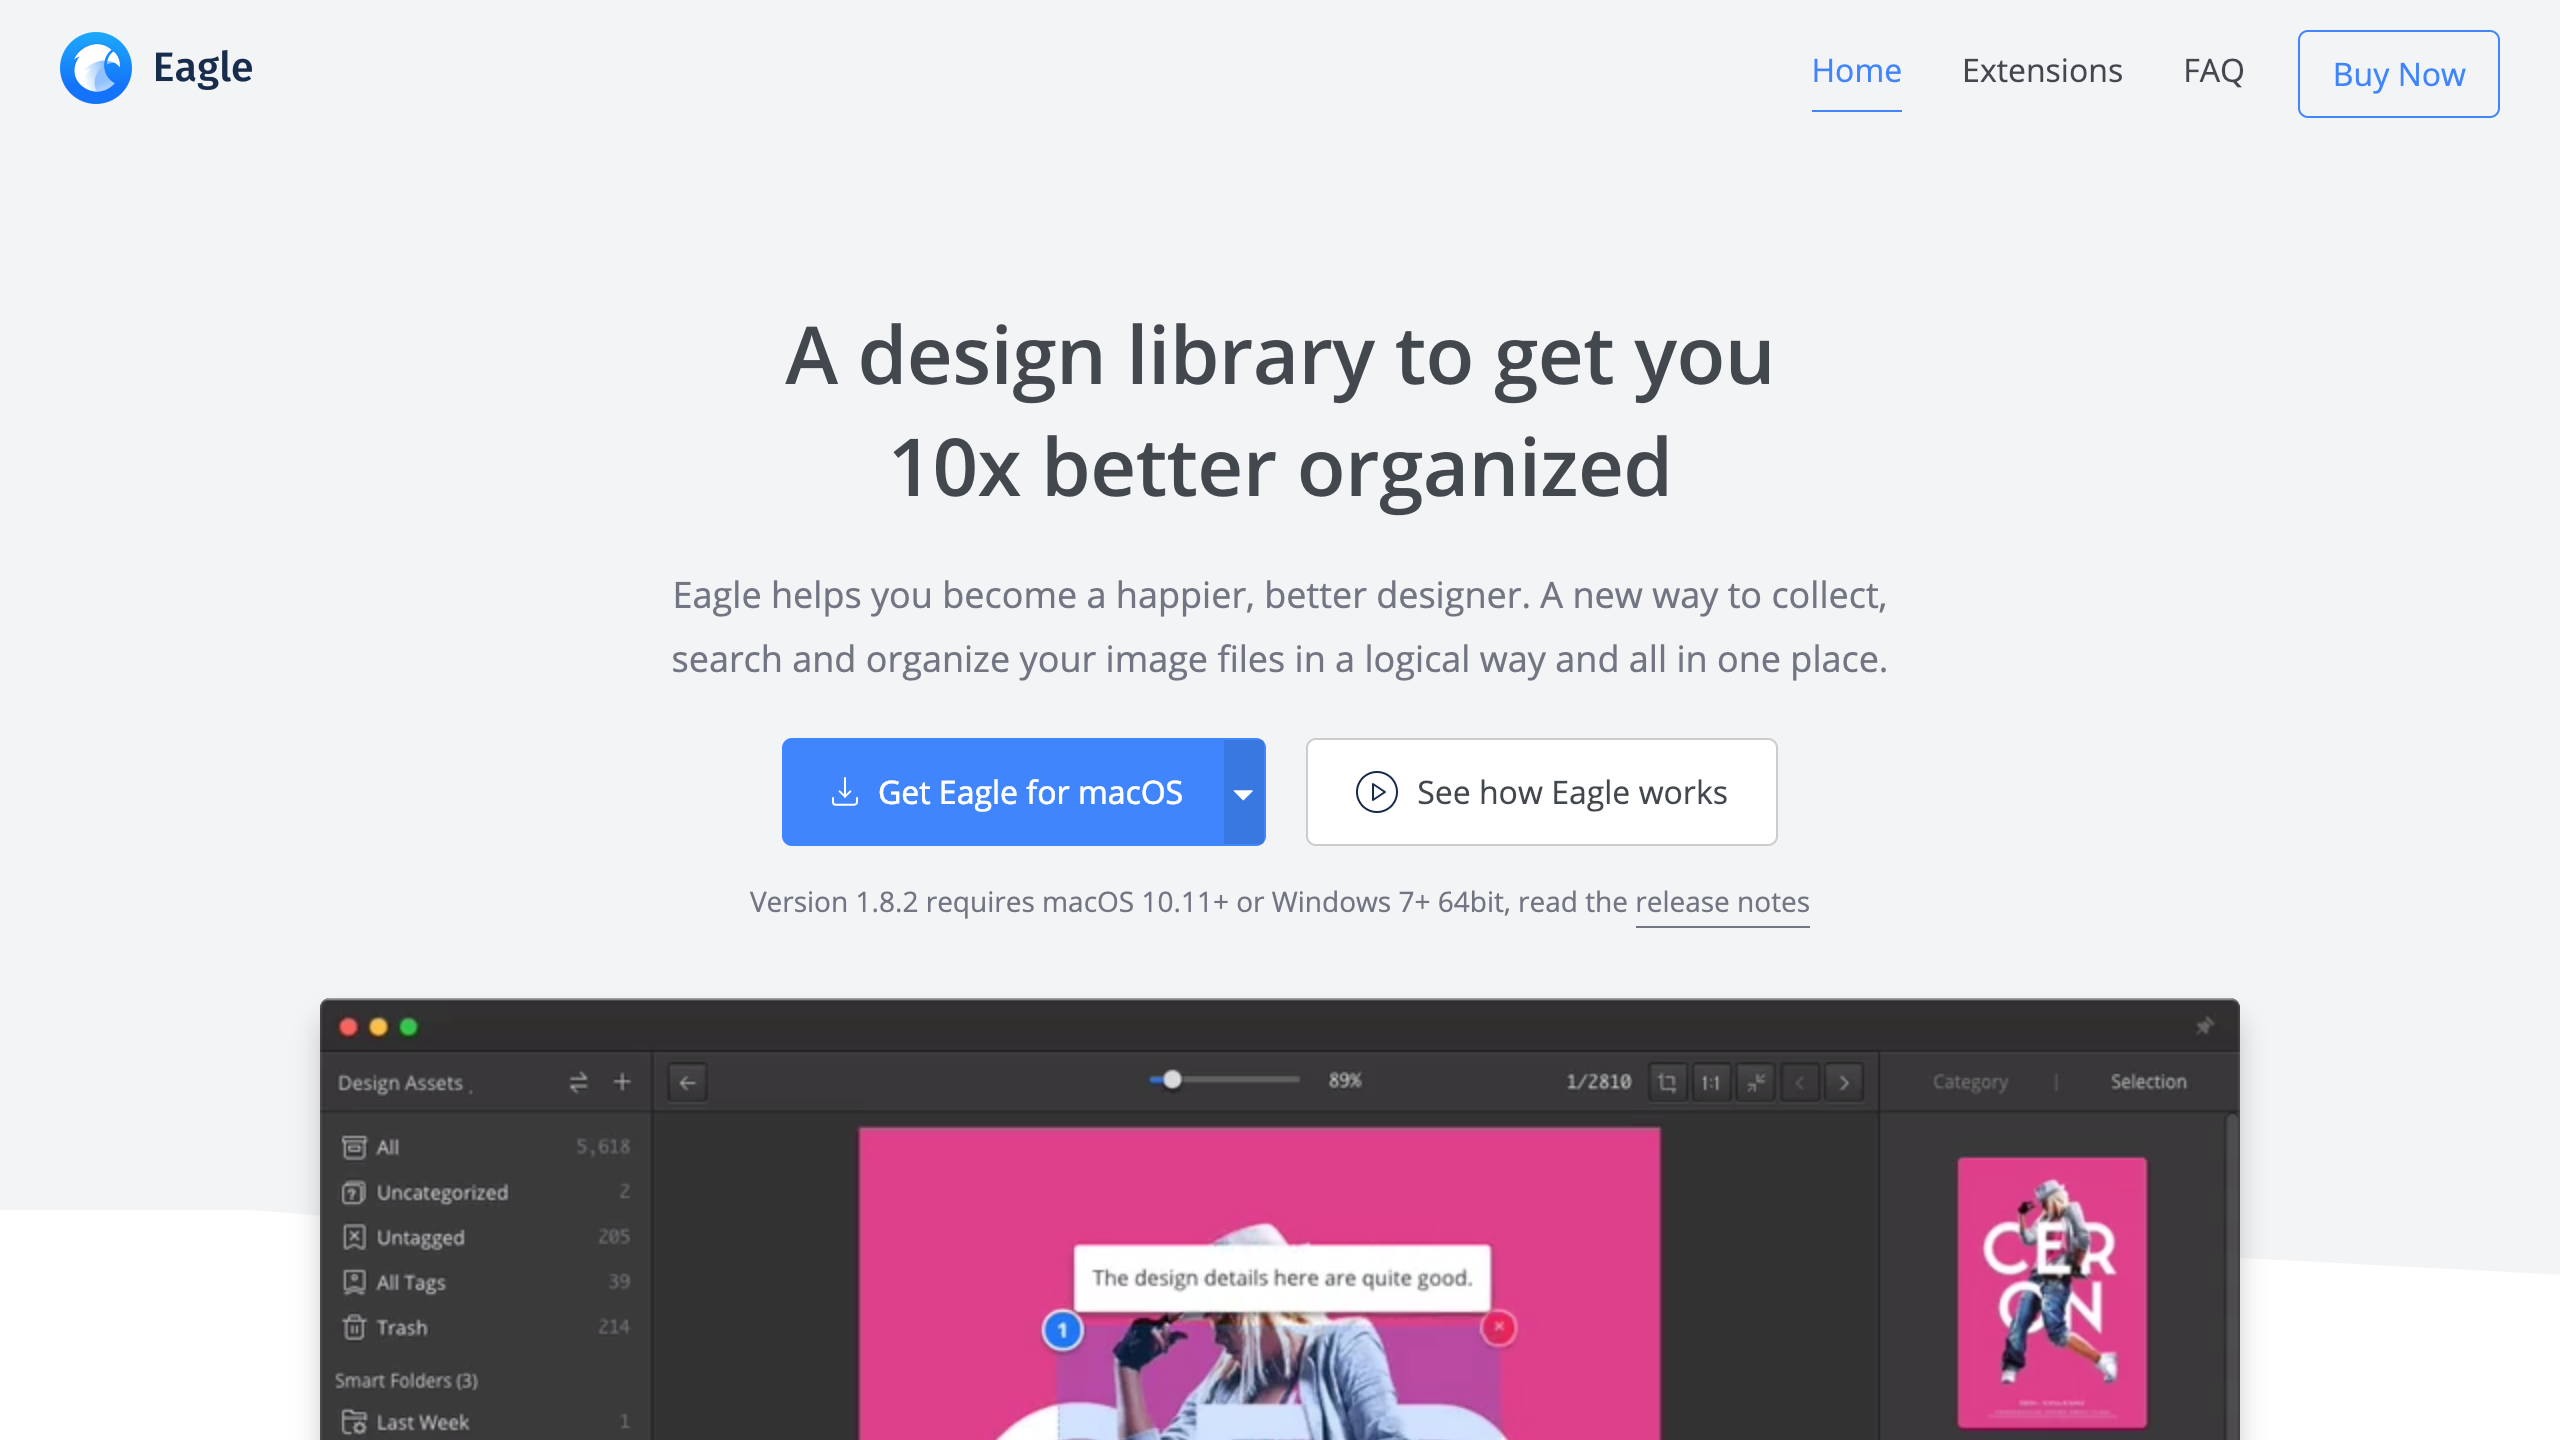 Eagle
Home
Extensions
FAQ
Buy Now
A design library to get you
10x better organized
Eagle helps you become a happier, better designer. A new way to collect,
search and organize your image files in a logical way and all in one place.
Get Eagle for macOS
See how Eagle works
Version 1.8.2 requires macOS 10.11+ or Windows 7+ 64bit, read the release notes
Design Assets
89%
1/2810
1:1
Category | Selection
All 5,618
Uncategorized 2
Untagged 205
All Tags 39
Trash 214
Smart Folders (3)
Last Week 1
The design details here are quite good.
1
CER
ON